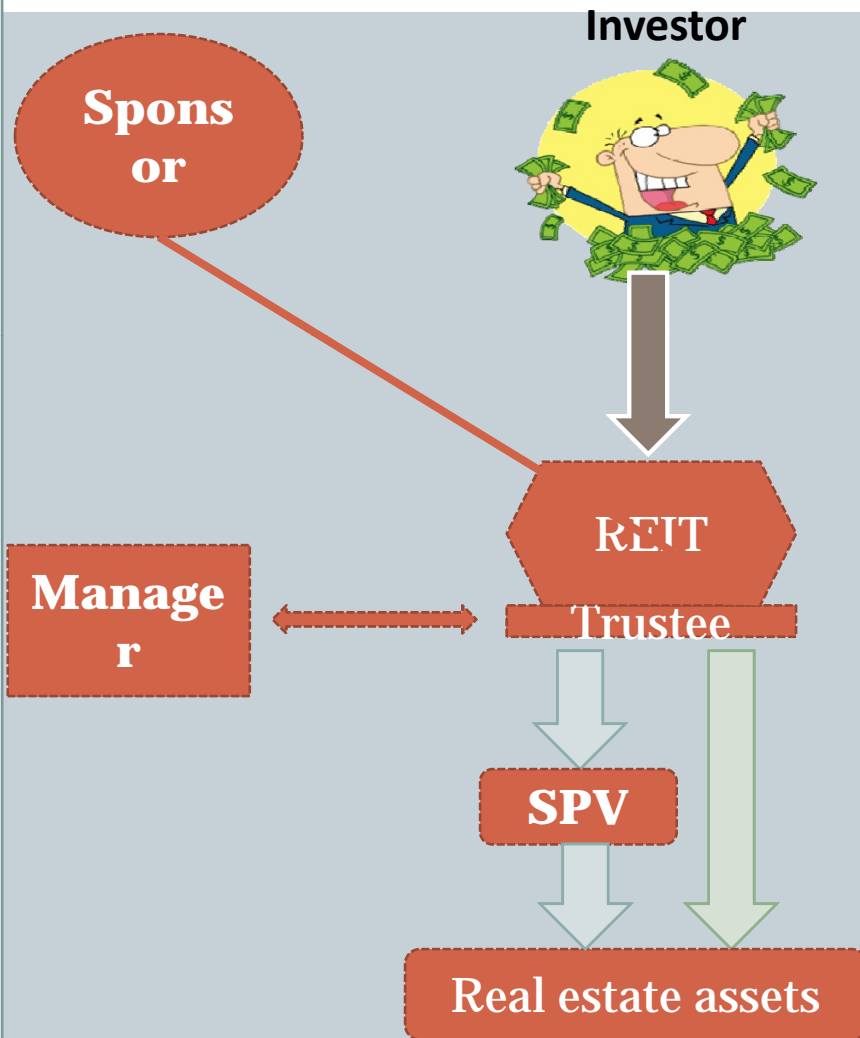 Investor
Spons
or
REIT
Manage
r
Trustee
SPV
Real estate assets